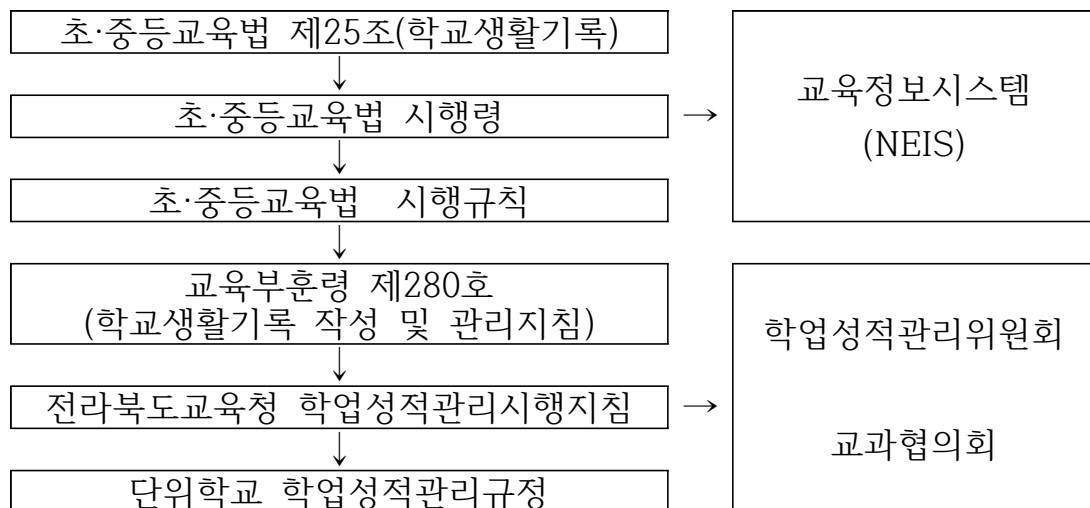 초·중등교육법 제25조(학교생활기록)
↓
초·중등교육법 시행령
→
교육정보시스템
(NEIS)
↓
초·중등교육법 시행규칙
↓
교육부훈령 제280호
(학교생활기록 작성 및 관리지침)
↓
전라북도교육청 학업성적관리시행지침
→
학업성적관리위원회
교과협의회
↓
단위학교 학업성적관리규정